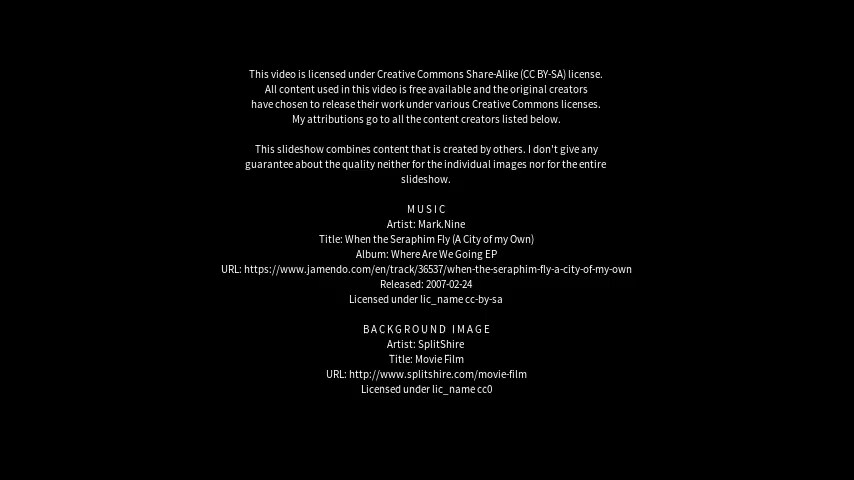 This video is licensed under Creative Commons Share-Alike (CC BY-SA) license.
All content used in this video is free available and the original creators
have chosen to release their work under various Creative Commons licenses.
My attributions go to all the content creators listed below.
This slideshow combines content that is created by others. I don't give any
guarantee about the quality neither for the individual images nor for the entire
slideshow.
MUSIC
Artist: Mark.Nine
Title: When the Seraphim Fly (A City of my Own)
Album: Where Are We Going EP
URL: https://www.jamendo.com/en/track/36537/when-the-seraphim-fly-a-city-of-my-own
Released: 2007-02-24
Licensed under lic_name cc-by-sa
BACKGROUND IMAGE
Artist: SplitShire
Title: Movie Film
URL: http://www.splitshire.com/movie-film
Licensed under lic_name cc0